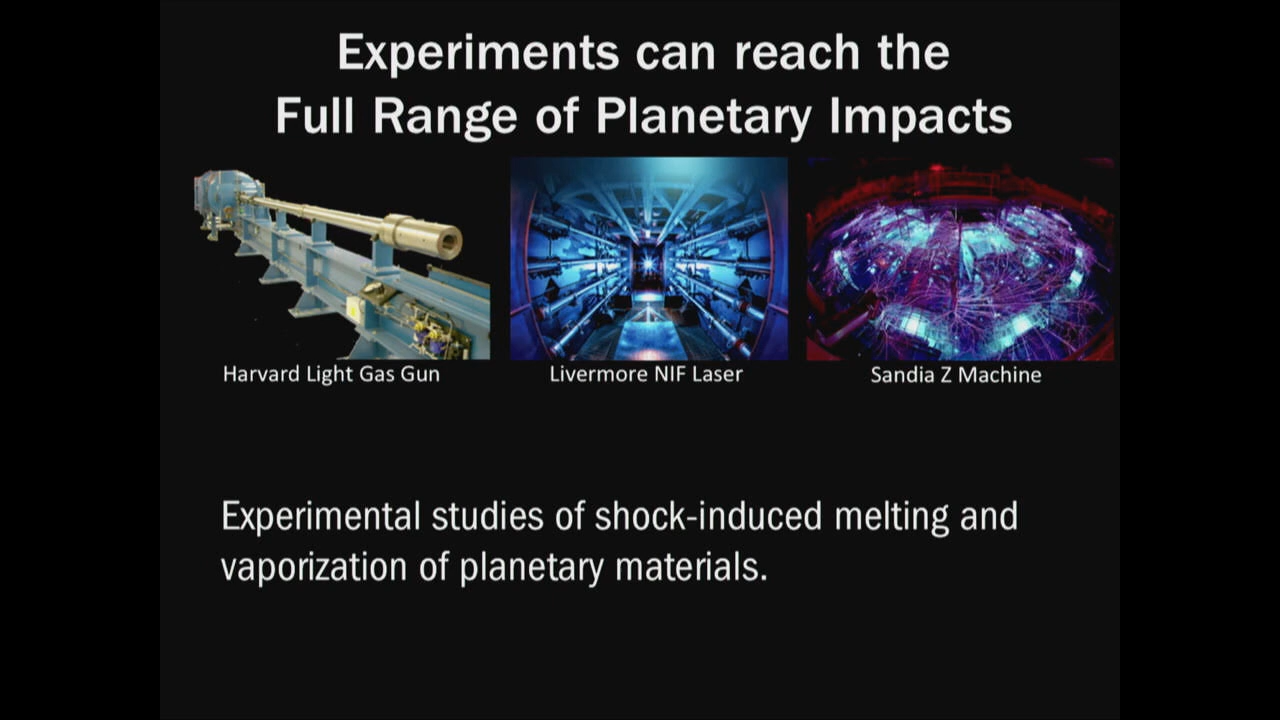 Experiments can reach the
Full Range of Planetary Impacts
Harvard Light Gas Gun
Livermore NIF Laser
Sandia Z Machine
Experimental studies of shock-induced melting and
vaporization of planetary materials.